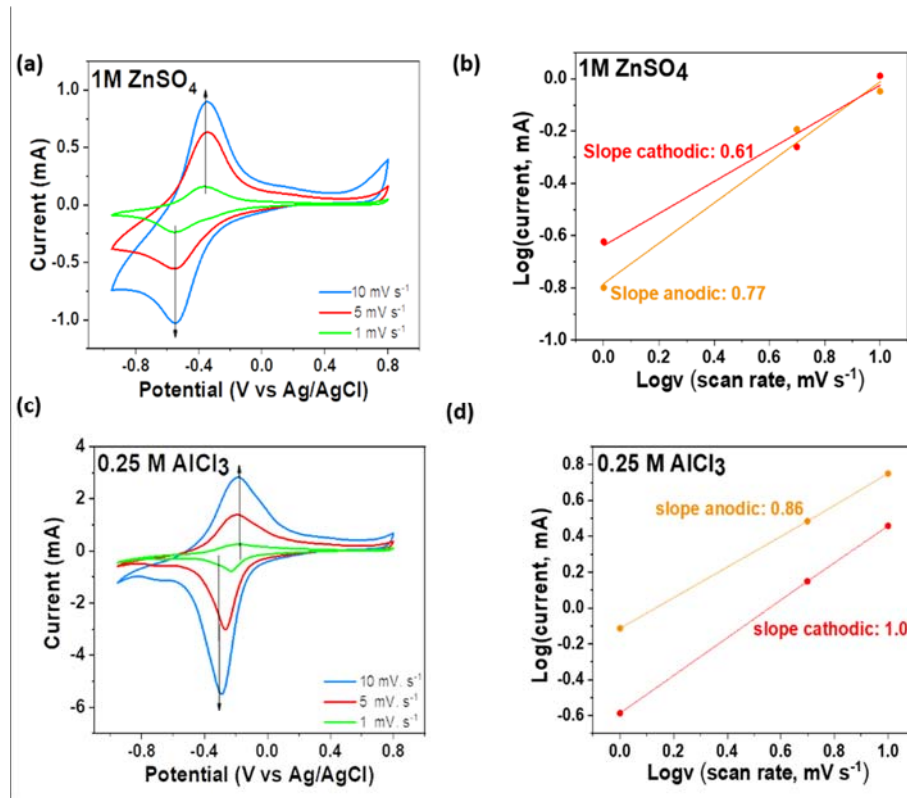 (a)
1M ZnSO₄
Current (mA)
1.0
0.5
0.0
-0.5
-1.0
10 mV s⁻¹
5 mV s⁻¹
1 mV s⁻¹
-0.8 -0.4 0.0 0.4 0.8
Potential (V vs Ag/AgCl)
(b)
1M ZnSO₄
Log(current, mA)
0.0
-0.2
-0.4
-0.6
-0.8
-1.0
Slope cathodic: 0.61
Slope anodic: 0.77
0.0 0.2 0.4 0.6 0.8 1.0
Logv (scan rate, mV s⁻¹)
(c)
0.25 M AlCl₃
Current (mA)
4
2
0
-2
-4
-6
10 mV. s⁻¹
5 mV. s⁻¹
1 mV. s⁻¹
-0.8 -0.4 0.0 0.4 0.8
Potential (V vs Ag/AgCl)
(d)
0.25 M AlCl₃
Log(current, mA)
0.8
0.6
0.4
0.2
0.0
-0.2
-0.4
-0.6
slope anodic: 0.86
slope cathodic: 1.0
0.0 0.2 0.4 0.6 0.8 1.0
Logv (scan rate, mV s⁻¹)